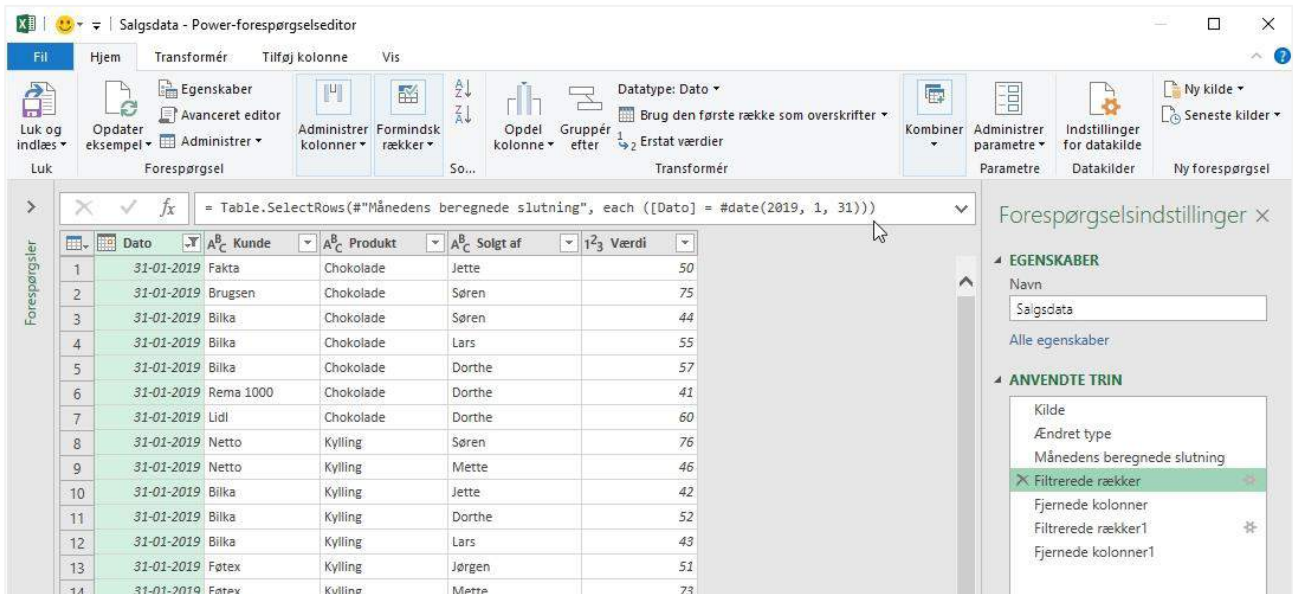 Salgsdata - Power-forespørgselseditor
Fil Hjem Transformér Tilføj kolonne Vis
Luk og indlæs
Luk
Opdater eksempel
Egenskaber
Avanceret editor
Administrer
Forespørgsel
Administrer kolonner
Formindsk rækker
So...
Opdel kolonne
Gruppér efter
Datatype: Dato
Brug den første række som overskrifter
Erstat værdier
Transformér
Kombiner
Administrer parametre
Parametre
Indstillinger for datakilde
Datakilder
Ny kilde
Seneste kilder
Ny forespørgsel
Forespørgsler
fx = Table.SelectRows(#"Månedens beregnede slutning", each ([Dato] = #date(2019, 1, 31)))
Dato ABC Kunde ABC Produkt ABC Solgt af 123 Værdi
1 31-01-2019 Fakta Chokolade Jette 50
2 31-01-2019 Brugsen Chokolade Søren 75
3 31-01-2019 Bilka Chokolade Søren 44
4 31-01-2019 Bilka Chokolade Lars 55
5 31-01-2019 Bilka Chokolade Dorthe 57
6 31-01-2019 Rema 1000 Chokolade Dorthe 41
7 31-01-2019 Lidl Chokolade Dorthe 60
8 31-01-2019 Netto Kylling Søren 76
9 31-01-2019 Netto Kylling Mette 46
10 31-01-2019 Bilka Kylling Jette 42
11 31-01-2019 Bilka Kylling Dorthe 52
12 31-01-2019 Bilka Kylling Lars 43
13 31-01-2019 Føtex Kylling Jørgen 51
14 31-01-2019 Føtex Kylling Mette 73
Forespørgselsindstillinger
EGENSKABER
Navn
Salgsdata
Alle egenskaber
ANVENDTE TRIN
Kilde
Ændret type
Månedens beregnede slutning
Filtrerede rækker
Fjernede kolonner
Filtrerede rækker1
Fjernede kolonner1